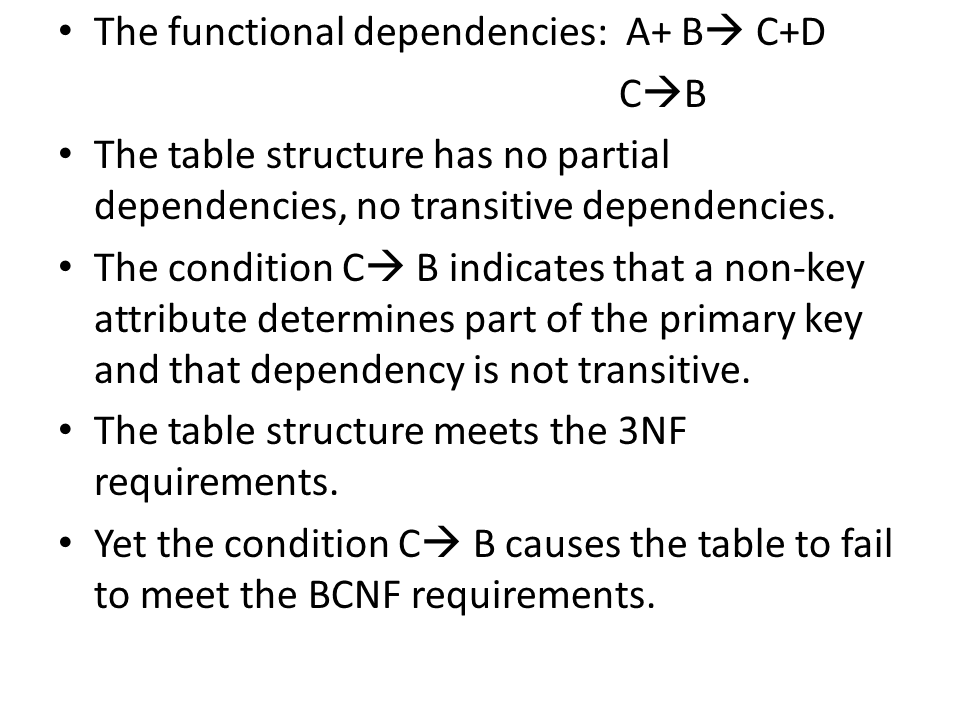 • The functional dependencies: A+ B→ C+D
C→B
• The table structure has no partial
dependencies, no transitive dependencies.
• The condition C→ B indicates that a non-key
attribute determines part of the primary key
and that dependency is not transitive.
• The table structure meets the 3NF
requirements.
• Yet the condition C→ B causes the table to fail
to meet the BCNF requirements.